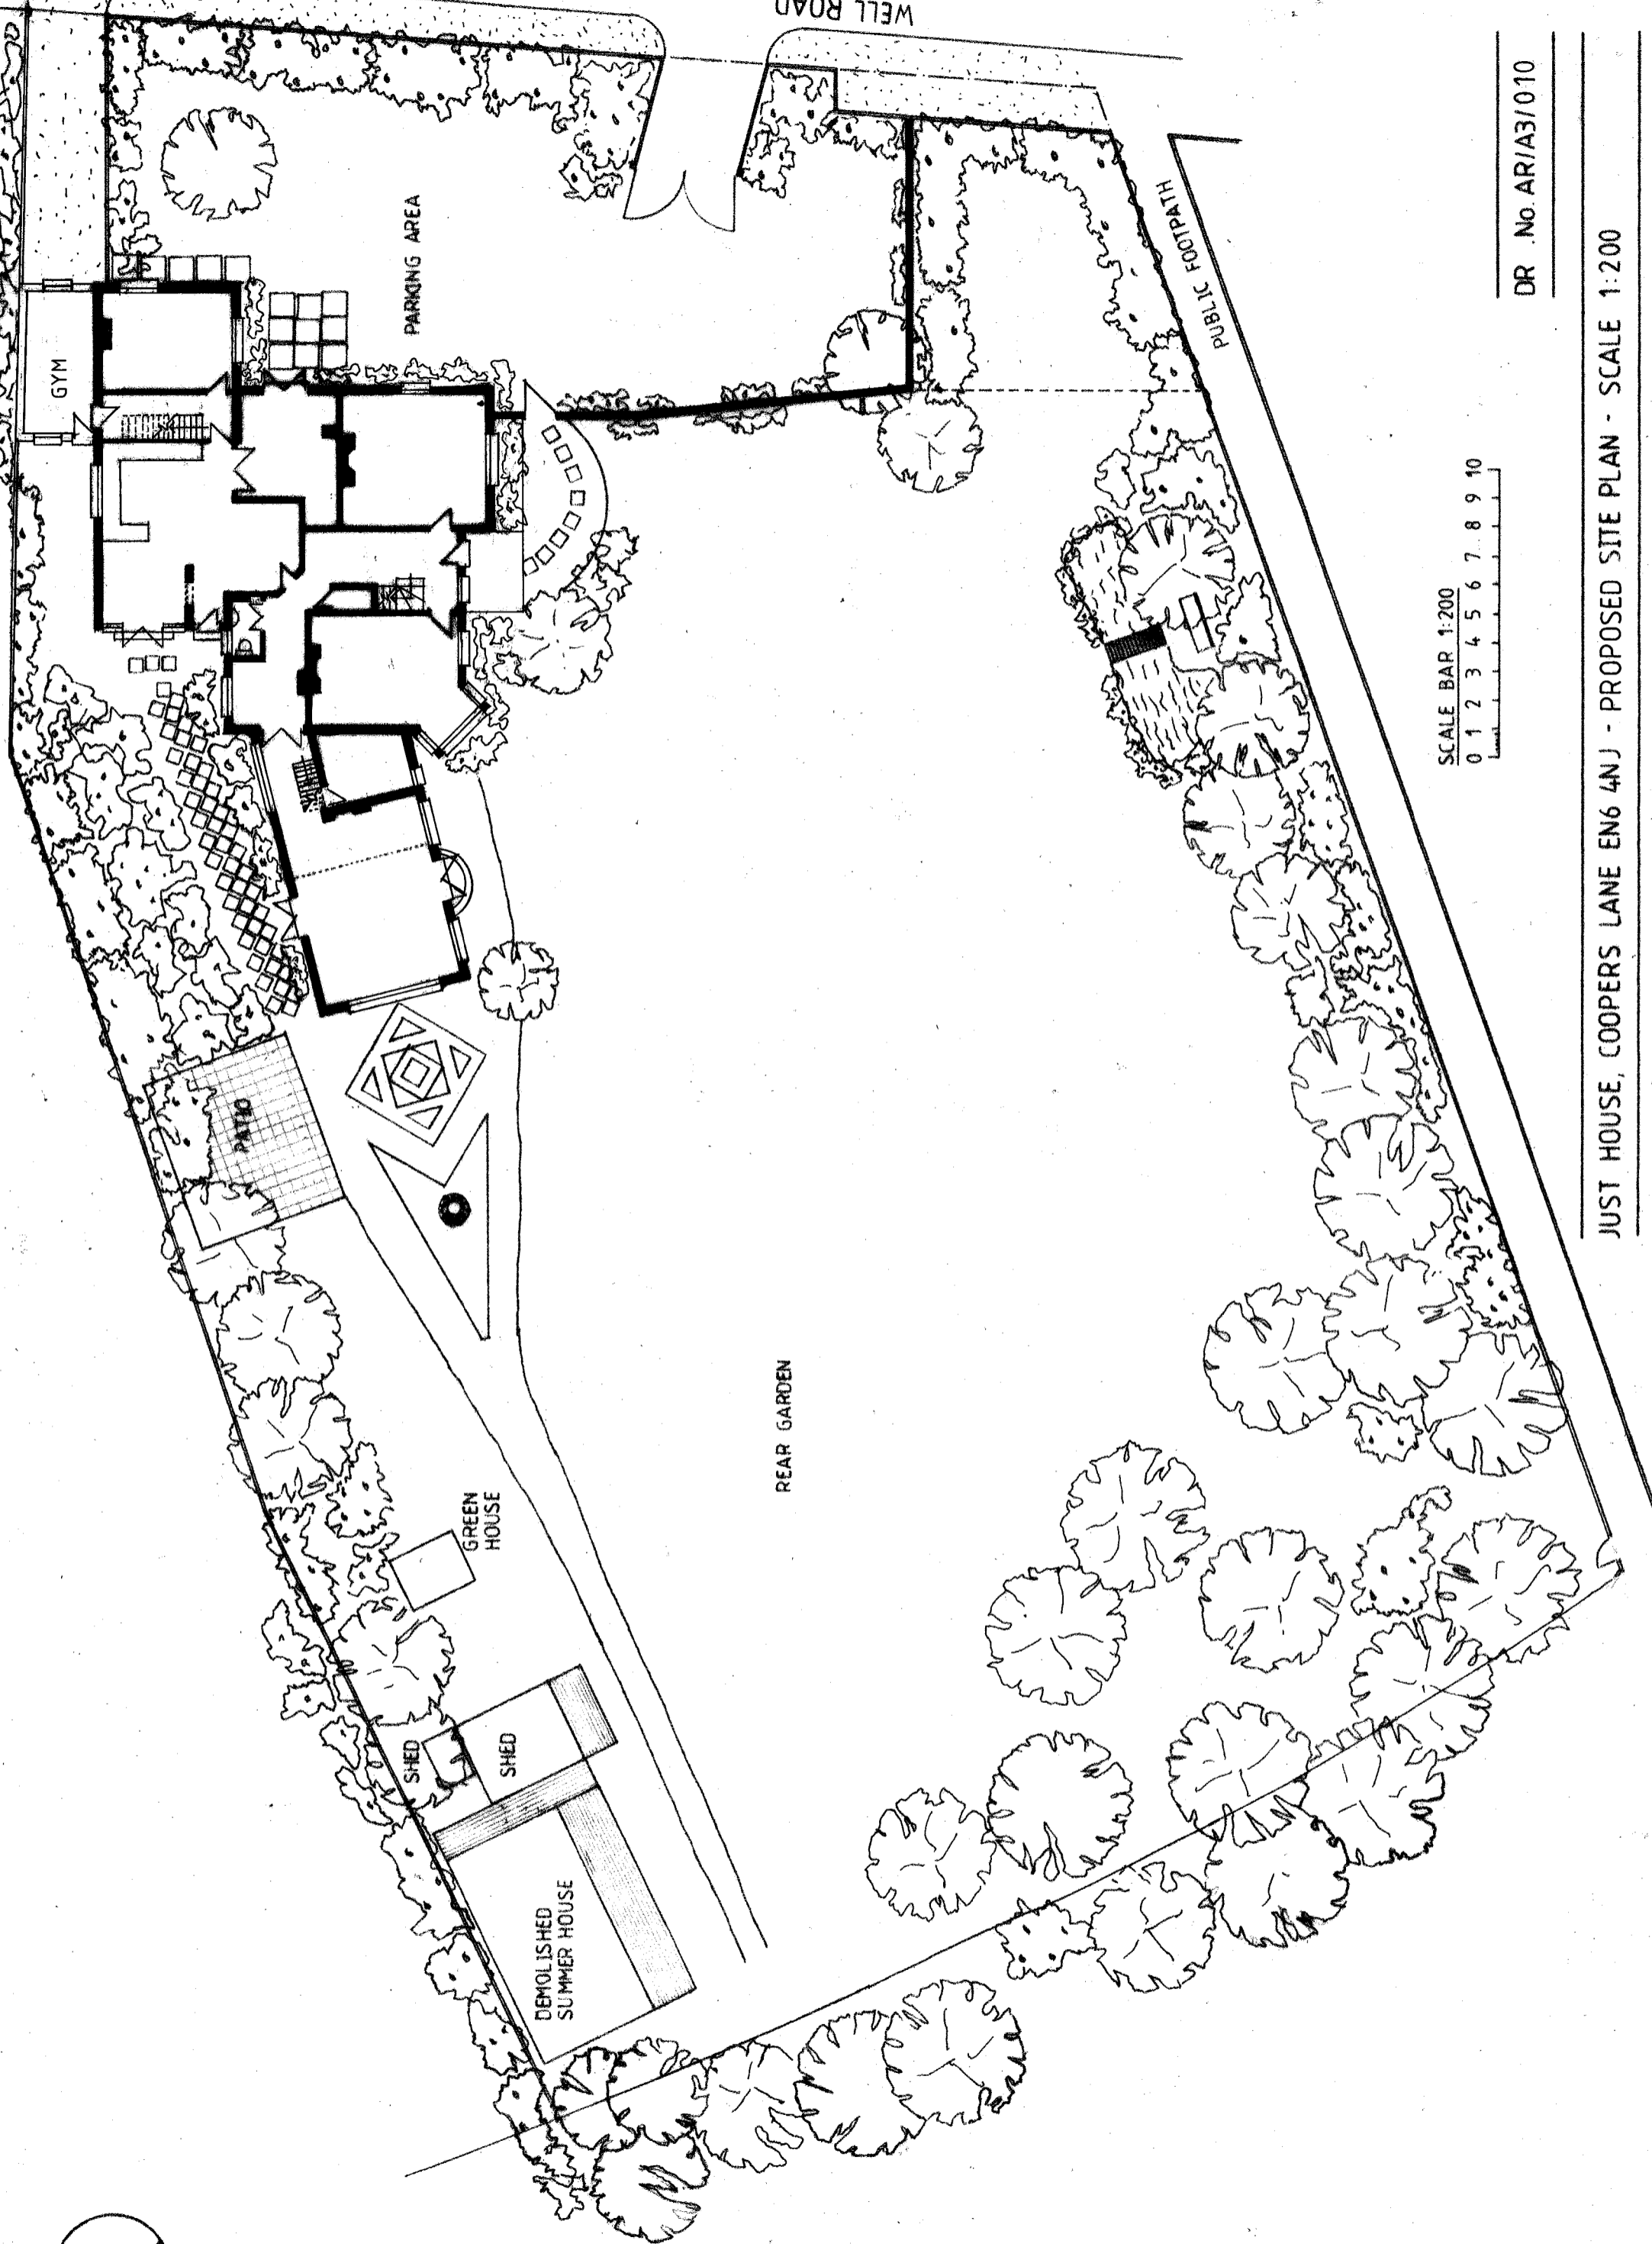 WELL ROAD
GYM
PARKING AREA
PUBLIC FOOTPATH
PATIO
REAR GARDEN
GREEN
HOUSE
SHED
SHED
DEMOLISHED
SUMMER HOUSE
SCALE BAR 1:200
0 1 2 3 4 5 6 7 8 9 10
DR .No. AR/A3/010
JUST HOUSE, COOPERS LANE EN6 4NJ - PROPOSED SITE PLAN - SCALE 1:200